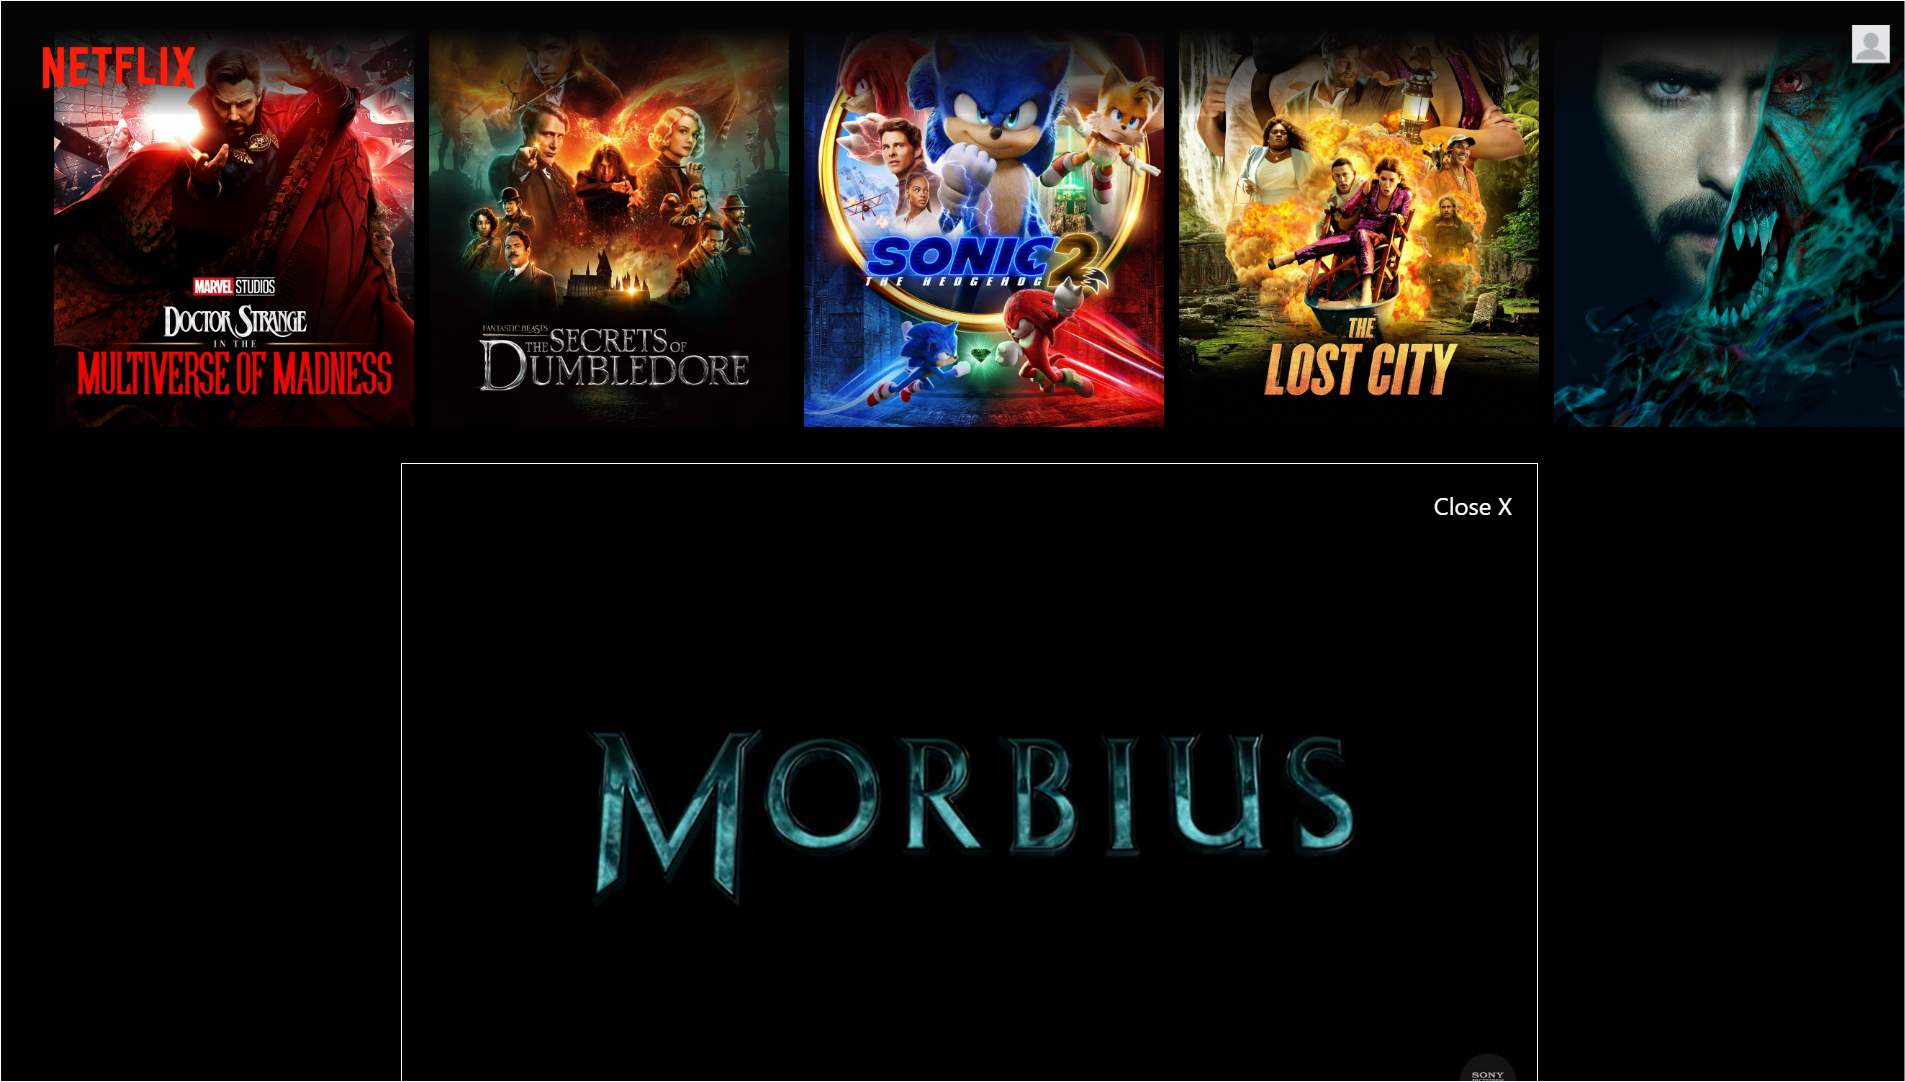 NETFLIX
MARVEL STUDIOS
DOCTOR STRANGE
IN THE
MULTIVERSE OF MADNESS
FANTASTIC BEASTS
THE SECRETS OF
DUMBLEDORE
SONIC 2
THE HEDGEHOG
THE
LOST CITY
Close X
MORBIUS
SONY